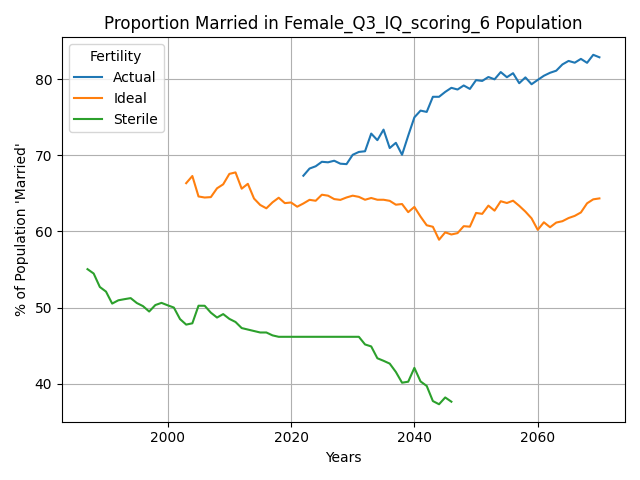 Proportion Married in Female_Q3_IQ_scoring_6 Population
Fertility
Actual
Ideal
Sterile
% of Population 'Married'
80
70
60
50
40
2000
2020
2040
2060
Years